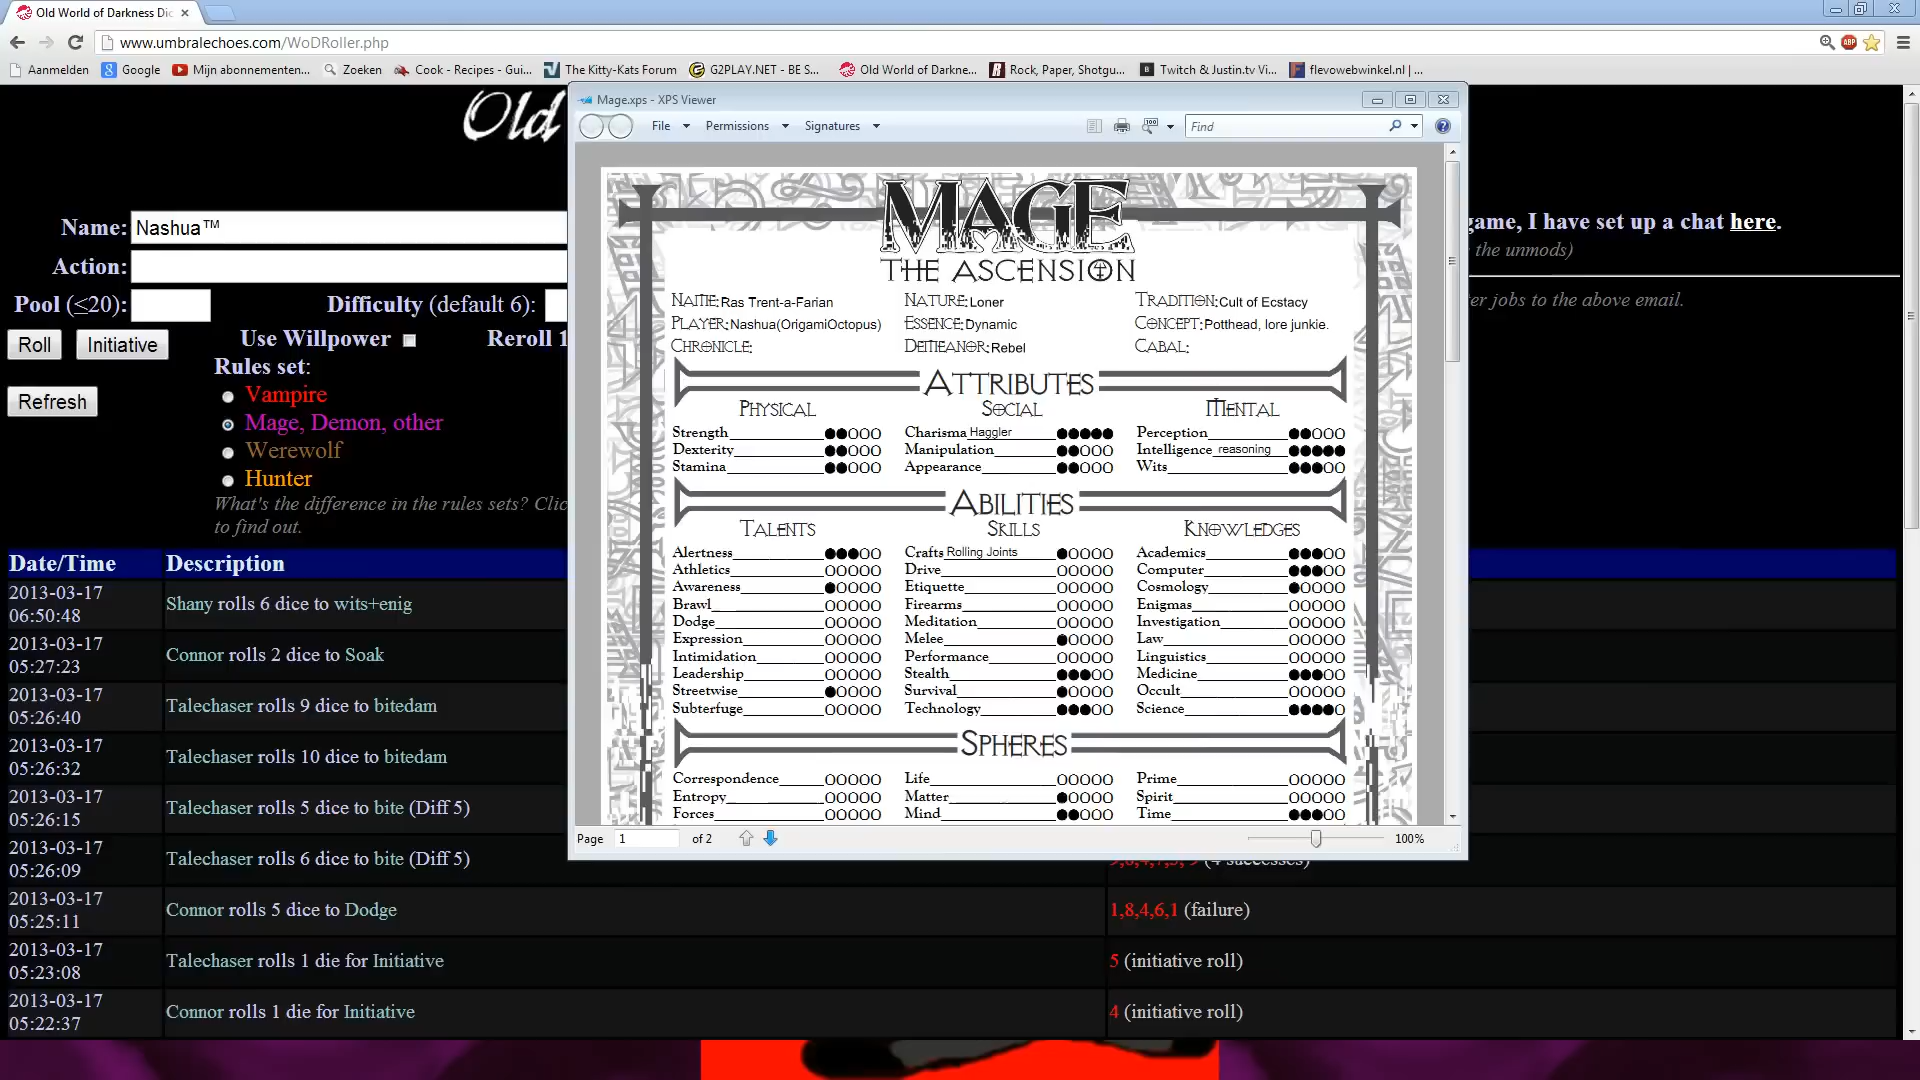 Old World of Darkness Dic
www.umbralechoes.com/WoDRoller.php
Aanmelden Google Mijn abonnementen... Zoeken Cook - Recipes - Gui... The Kitty-Kats Forum G2PLAY.NET - BE S... Old World of Darkne... Rock, Paper, Shotgu... Twitch & Justin.tv Vi... flevowebwinkel.nl | ...
Old
Name: Nashua™
Action:
Pool (≤20): Difficulty (default 6):
Roll Initiative Use Willpower Reroll 1
Rules set:
Refresh
Vampire
Mage, Demon, other
Werewolf
Hunter
What's the difference in the rules sets? Clic
to find out.
game, I have set up a chat here.
the unmods)
er jobs to the above email.
Mage.xps - XPS Viewer
File Permissions Signatures Find
MAGE
THE ASCENSION
NAME: Ras Trent-a-Farian NATURE: Loner TRADITION: Cult of Ecstacy
PLAYER: Nashua(OrigamiOctopus) ESSENCE: Dynamic CONCEPT: Potthead, lore junkie.
CHRONICLE: DEMEANOR: Rebel CABAL:
ATTRIBUTES
PHYSICAL SOCIAL MENTAL
Strength Charisma Haggler Perception
Dexterity Manipulation Intelligence reasoning
Stamina Appearance Wits
ABILITIES
TALENTS SKILLS KNOWLEDGES
Alertness Crafts Rolling Joints Academics
Athletics Drive Computer
Awareness Etiquette Cosmology
Brawl Firearms Enigmas
Dodge Meditation Investigation
Expression Melee Law
Intimidation Performance Linguistics
Leadership Stealth Medicine
Streetwise Survival Occult
Subterfuge Technology Science
SPHERES
Correspondence Life Prime
Entropy Matter Spirit
Forces Mind Time
Page 1 of 2 100%
Date/Time Description
2013-03-17
06:50:48 Shany rolls 6 dice to wits+enig
2013-03-17
05:27:23 Connor rolls 2 dice to Soak
2013-03-17
05:26:40 Talechaser rolls 9 dice to bitedam
2013-03-17
05:26:32 Talechaser rolls 10 dice to bitedam
2013-03-17
05:26:15 Talechaser rolls 5 dice to bite (Diff 5)
2013-03-17
05:26:09 Talechaser rolls 6 dice to bite (Diff 5)
2013-03-17
05:25:11 Connor rolls 5 dice to Dodge 1,8,4,6,1 (failure)
2013-03-17
05:23:08 Talechaser rolls 1 die for Initiative 5 (initiative roll)
2013-03-17
05:22:37 Connor rolls 1 die for Initiative 4 (initiative roll)